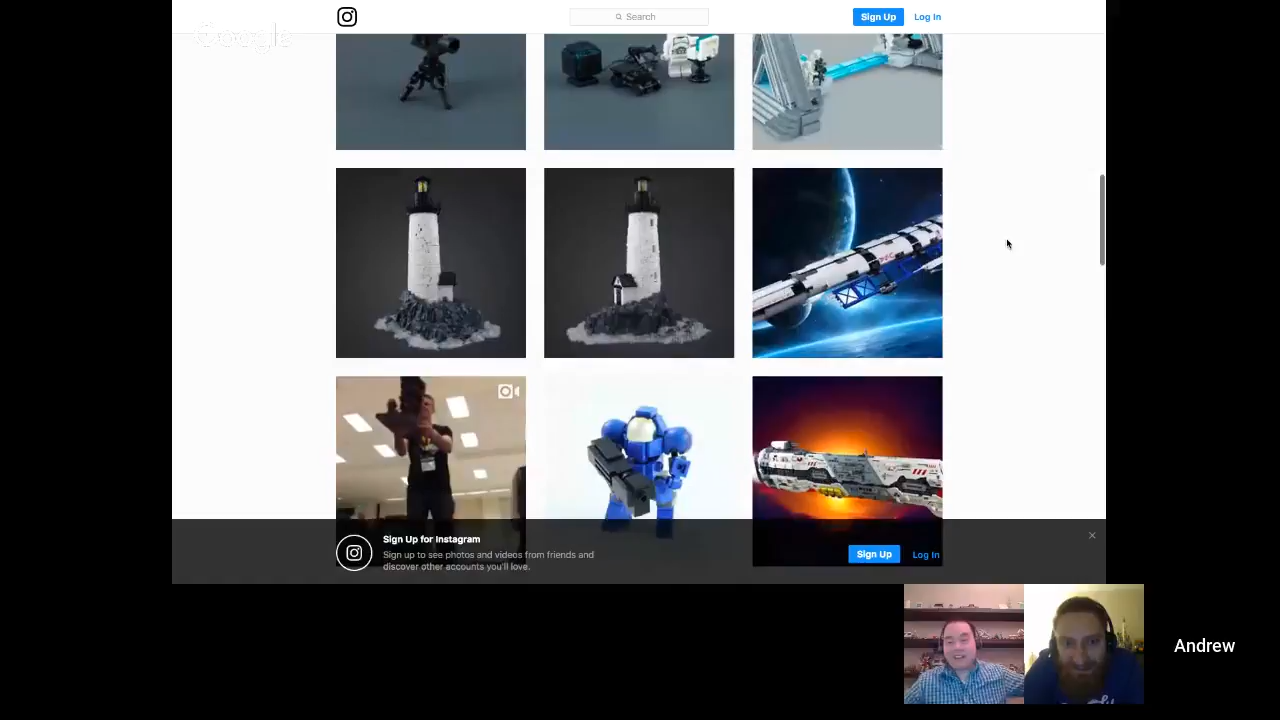 Search
Sign Up
Log In
Google
Sign Up for Instagram
Sign up to see photos and videos from friends and
discover other accounts you'll love.
Sign Up
Log In
Andrew